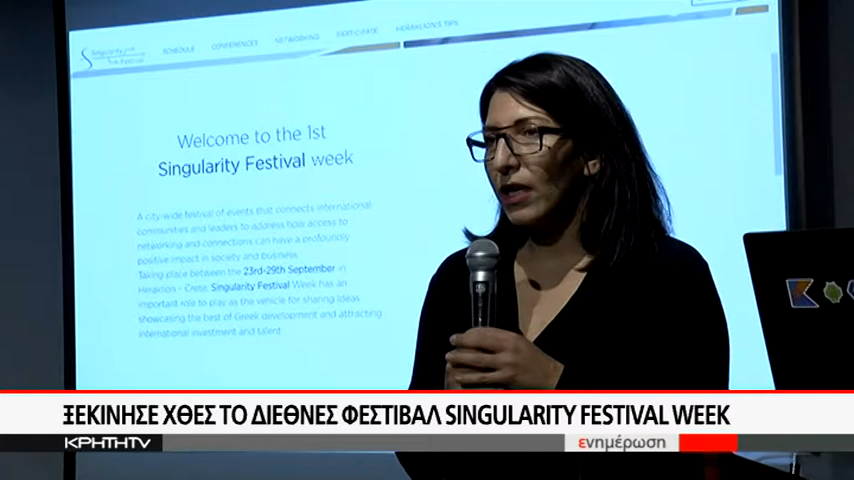 Singularity
Festival
SCHEDULE CONFERENCES NETWORKING PARTICIPATE HERAKLION'S TIPS
Welcome to the 1st
Singularity Festival week
A city-wide festival of events that connects international
communities and leaders to address how access to
networking and connections can have a profoundly
positive impact in society and business.
Taking place between the 23rd-29th September in
Heraklion - Crete, Singularity Festival Week has an
important role to play as the vehicle for sharing ideas
showcasing the best of Greek development and attracting
international investment and talent
ΞΕΚΙΝΗΣΕ ΧΘΕΣ ΤΟ ΔΙΕΘΝΕΣ ΦΕΣΤΙΒΑΛ SINGULARITY FESTIVAL WEEK
ΚΡΗΤΗTV ενημέρωση